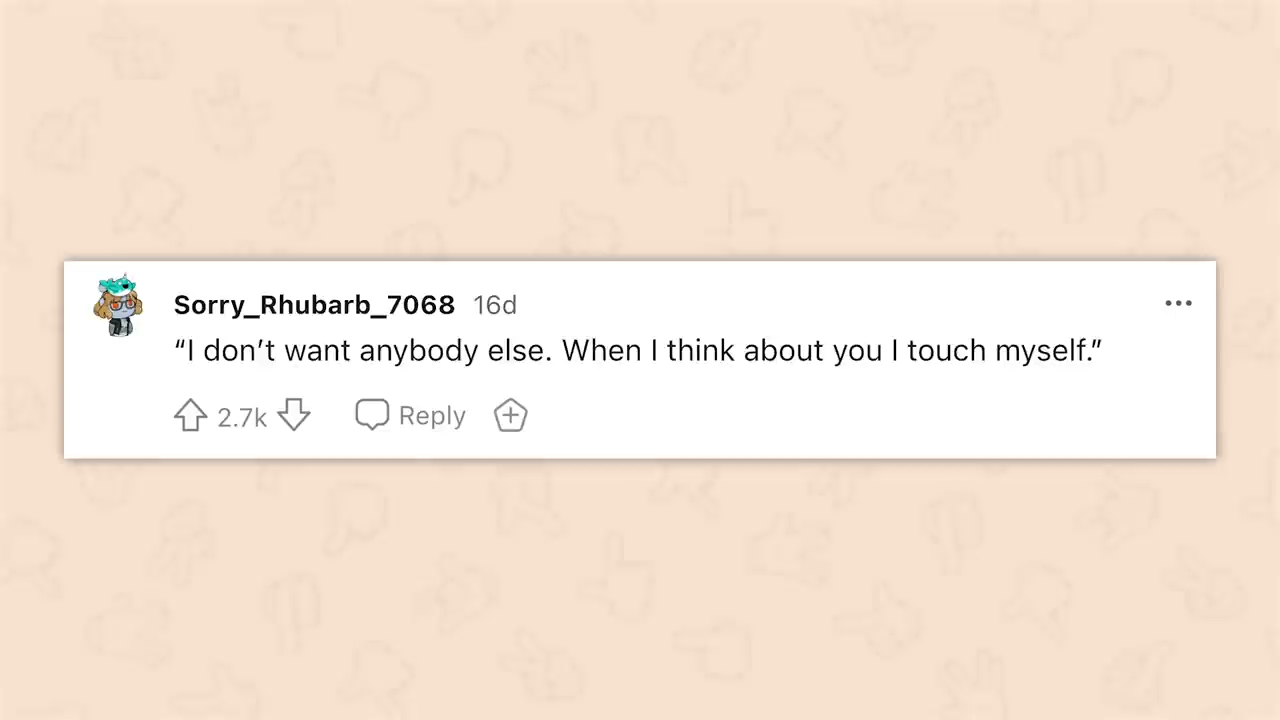 Sorry_Rhubarb_7068 16d
“I don’t want anybody else. When I think about you I touch myself.”
2.7k Reply